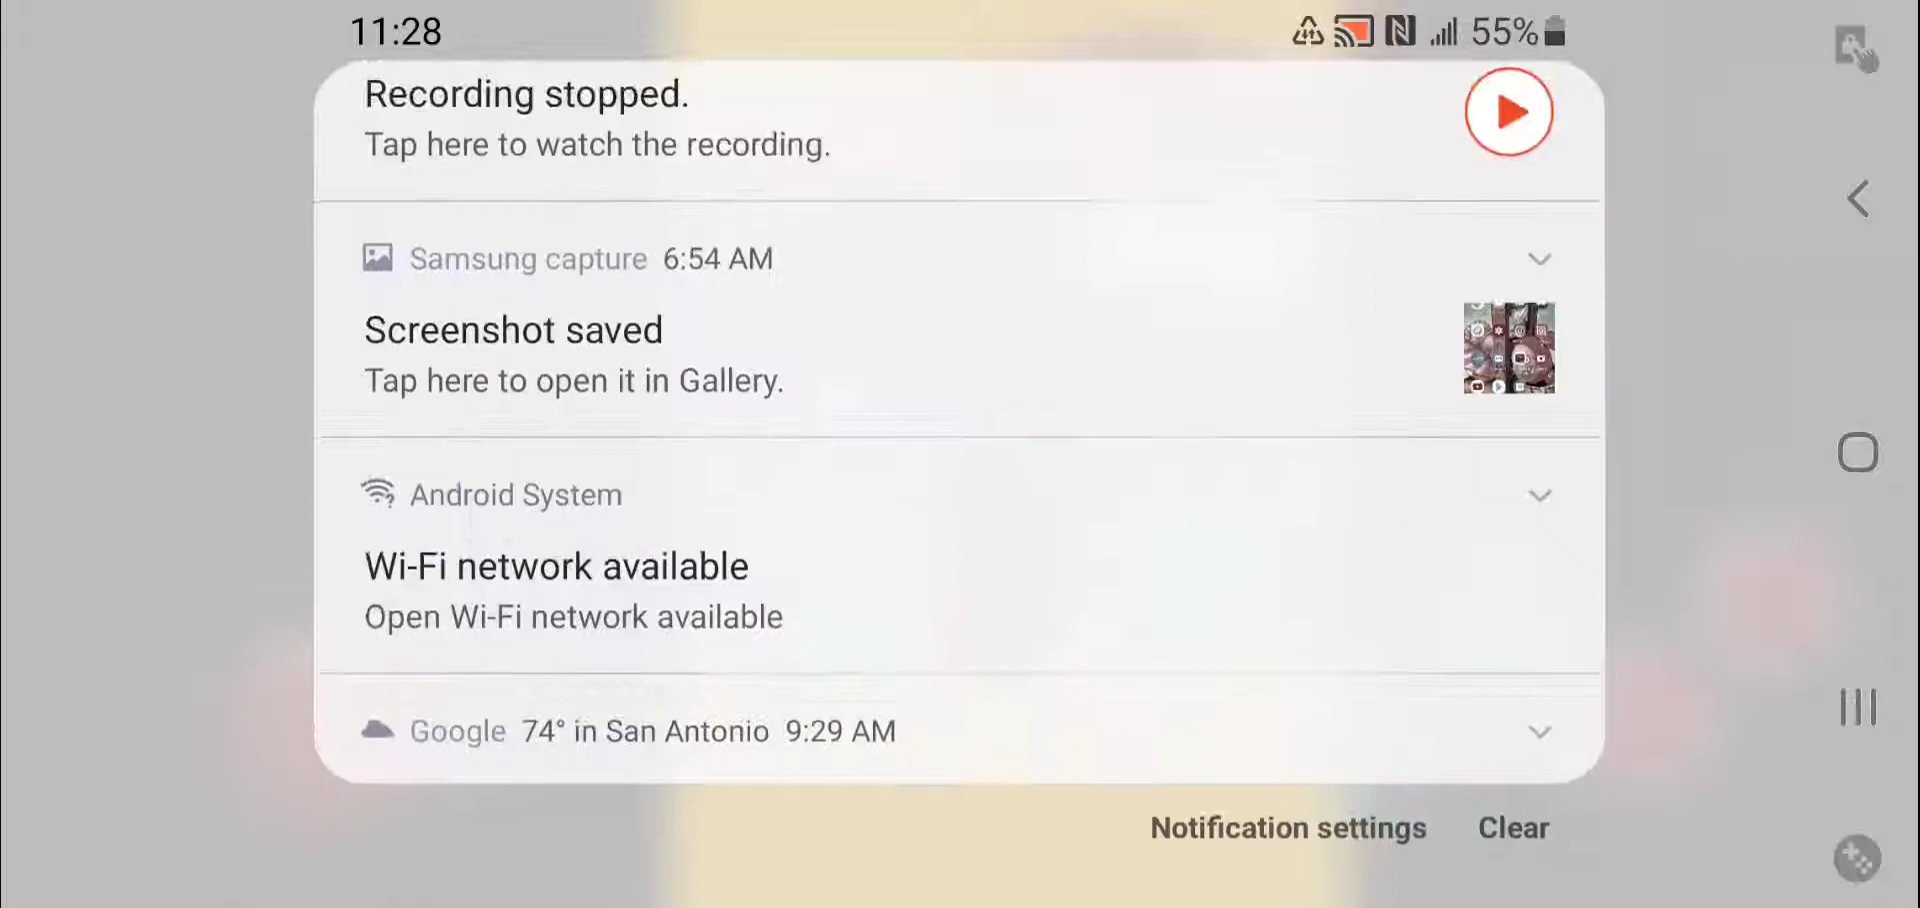 11:28 55%
Recording stopped.
Tap here to watch the recording.
Samsung capture 6:54 AM
Screenshot saved
Tap here to open it in Gallery.
Android System
Wi-Fi network available
Open Wi-Fi network available
Google 74° in San Antonio 9:29 AM
Notification settings Clear